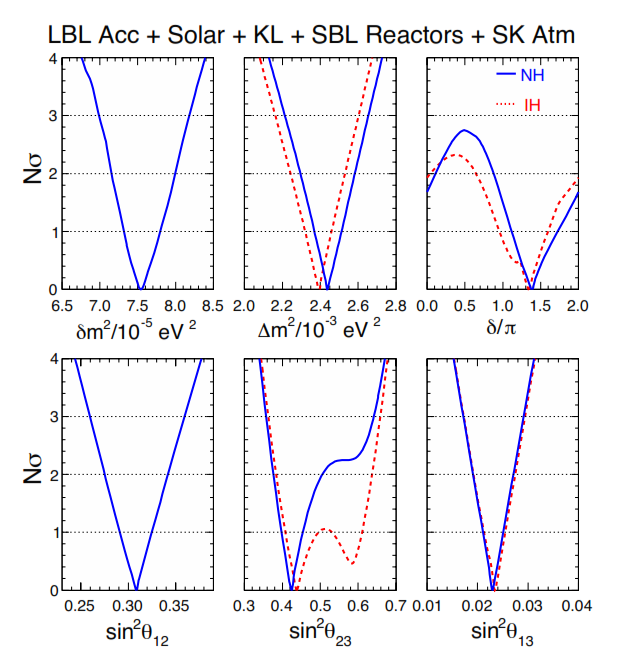 LBL Acc + Solar + KL + SBL Reactors + SK Atm
Nσ
4
3
2
1
0
6.5 7.0 7.5 8.0 8.5
δm²/10⁻⁵ eV²
2.0 2.2 2.4 2.6 2.8
Δm²/10⁻³ eV²
NH
IH
0.0 0.5 1.0 1.5 2.0
δ/π
Nσ
4
3
2
1
0
0.25 0.30 0.35
sin²θ₁₂
0.3 0.4 0.5 0.6 0.7
sin²θ₂₃
0.01 0.02 0.03 0.04
sin²θ₁₃